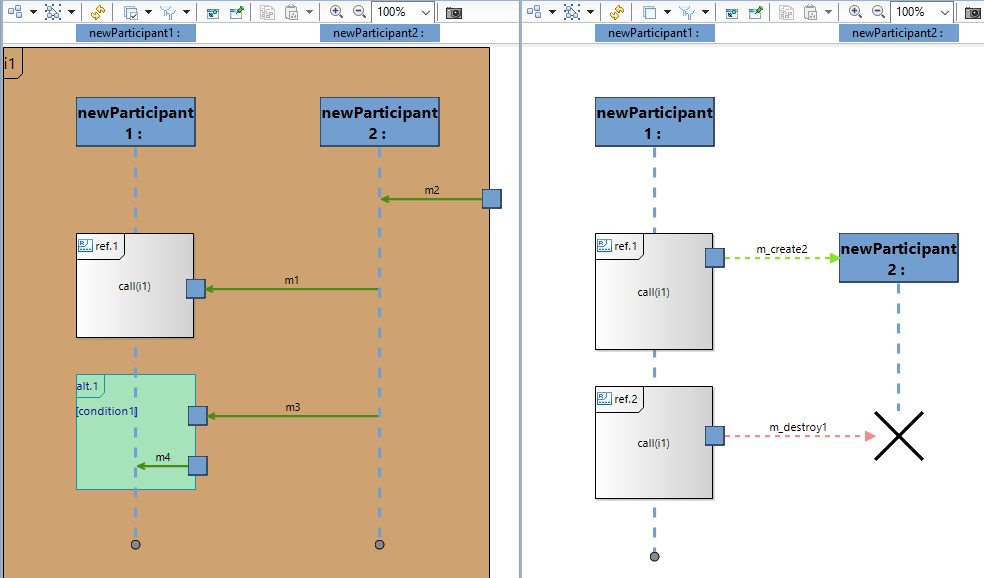 100%
100%
newParticipant1 :
newParticipant2 :
newParticipant1 :
newParticipant2 :
i1
newParticipant
1 :
newParticipant
2 :
m2
ref.1
call(i1)
m1
alt.1
[condition1]
m3
m4
newParticipant
1 :
ref.1
call(i1)
m_create2
newParticipant
2 :
ref.2
call(i1)
m_destroy1